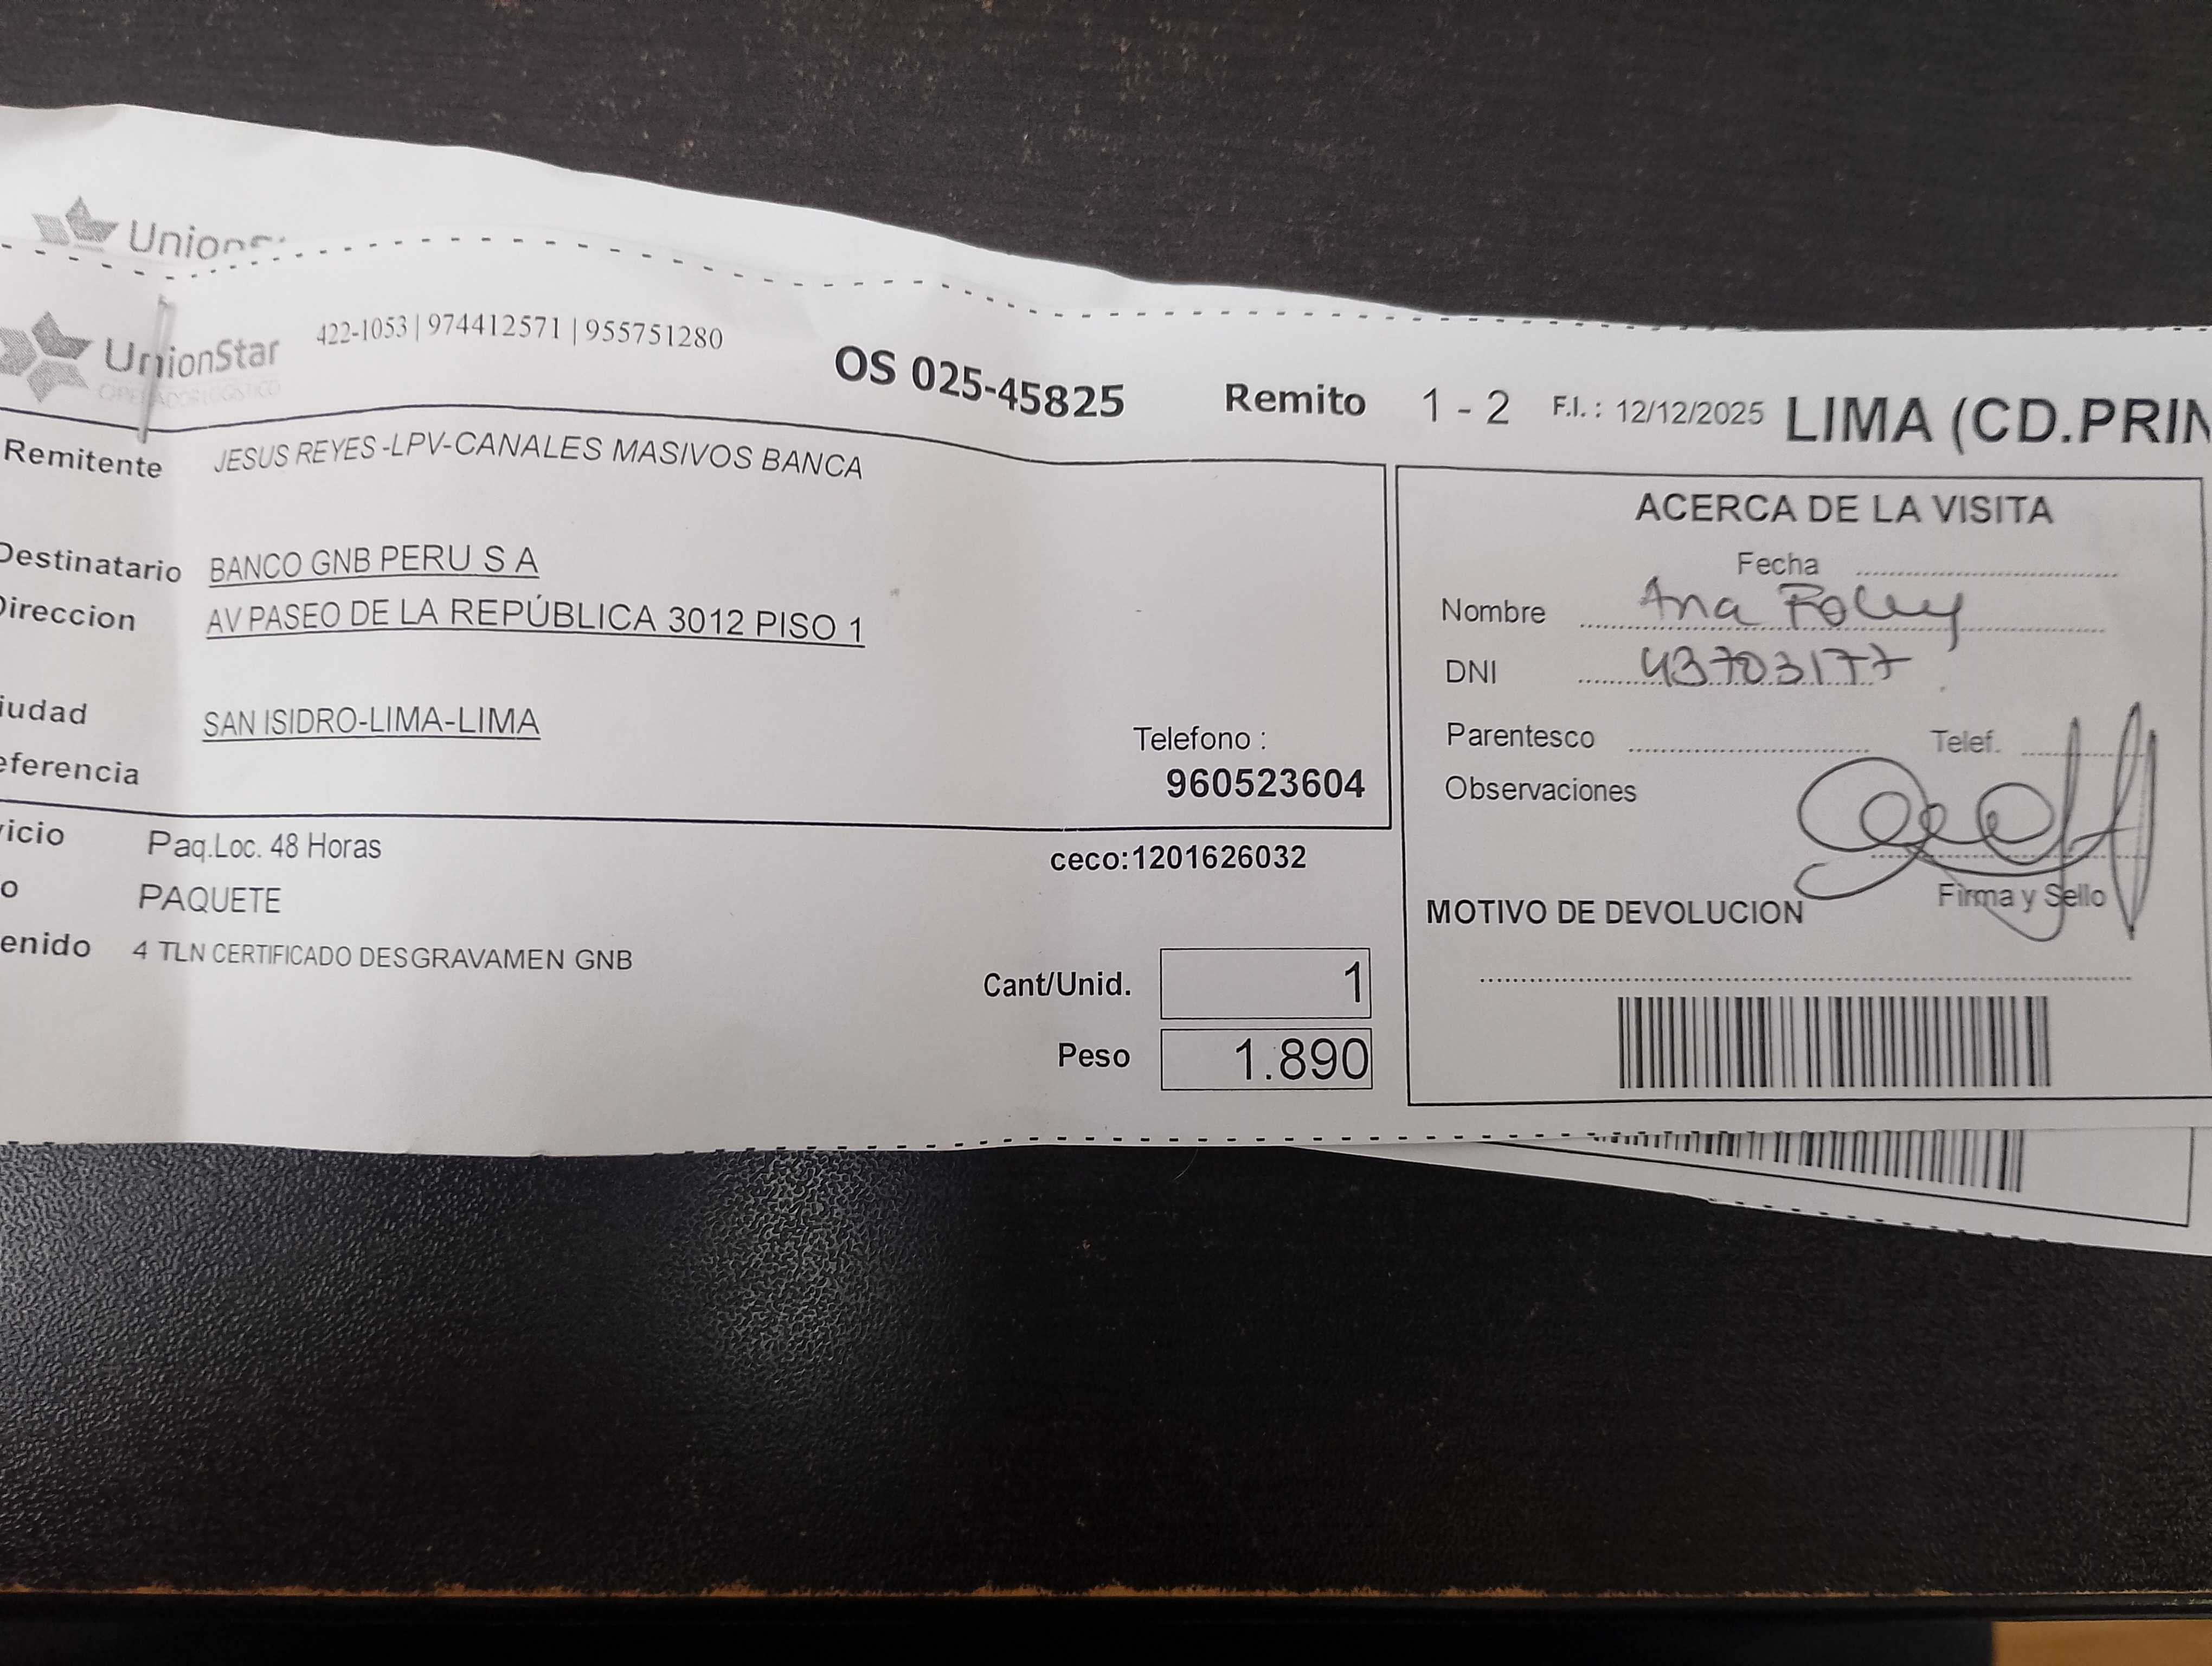 UnionS
UnionStar
OPERADOR LOGISTICO
422-1053 | 974412571 | 955751280
OS 025-45825
Remito 1 - 2
F.I. : 12/12/2025
LIMA (CD.PRIN
Remitente JESUS REYES -LPV-CANALES MASIVOS BANCA
Destinatario BANCO GNB PERU S A
Direccion AV PASEO DE LA REPÚBLICA 3012 PISO 1
iudad SAN ISIDRO-LIMA-LIMA
eferencia
Telefono :
960523604
icio Paq.Loc. 48 Horas
ceco:1201626032
o PAQUETE
enido 4 TLN CERTIFICADO DESGRAVAMEN GNB
Cant/Unid. 1
Peso 1.890
ACERCA DE LA VISITA
Fecha
Nombre Ana
DNI 43703177
Parentesco Telef.
Observaciones
Firma y Sello
MOTIVO DE DEVOLUCION